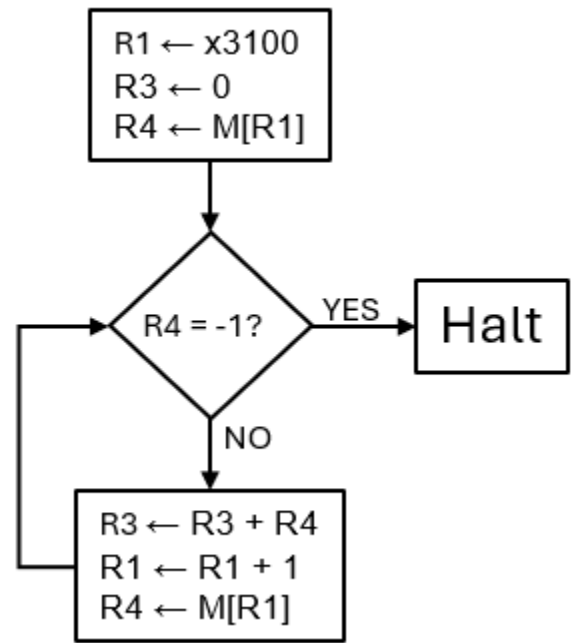 R1 ← x3100
R3 ← 0
R4 ← M[R1]
R4 = -1?
YES
Halt
NO
R3 ← R3 + R4
R1 ← R1 + 1
R4 ← M[R1]